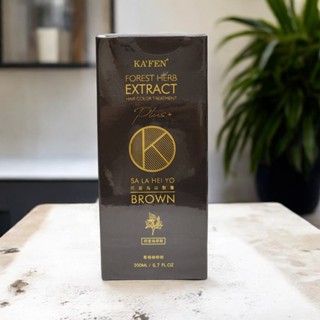 KA'FEN®
FOREST HERB
EXTRACT
HAIR COLOR TREATMENT
Plus+
K
SA LA HEI YO
BROWN
200ML / 6.7 FL.OZ